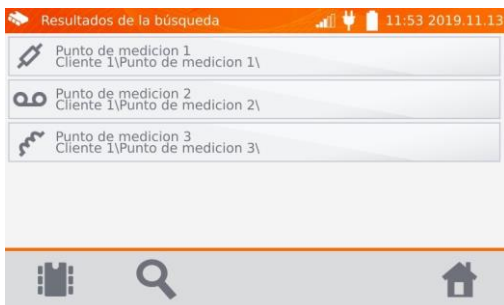 Resultados de la búsqueda
11:53 2019.11.13
Punto de medicion 1
Cliente 1\Punto de medicion 1\
Punto de medicion 2
Cliente 1\Punto de medicion 2\
Punto de medicion 3
Cliente 1\Punto de medicion 3\